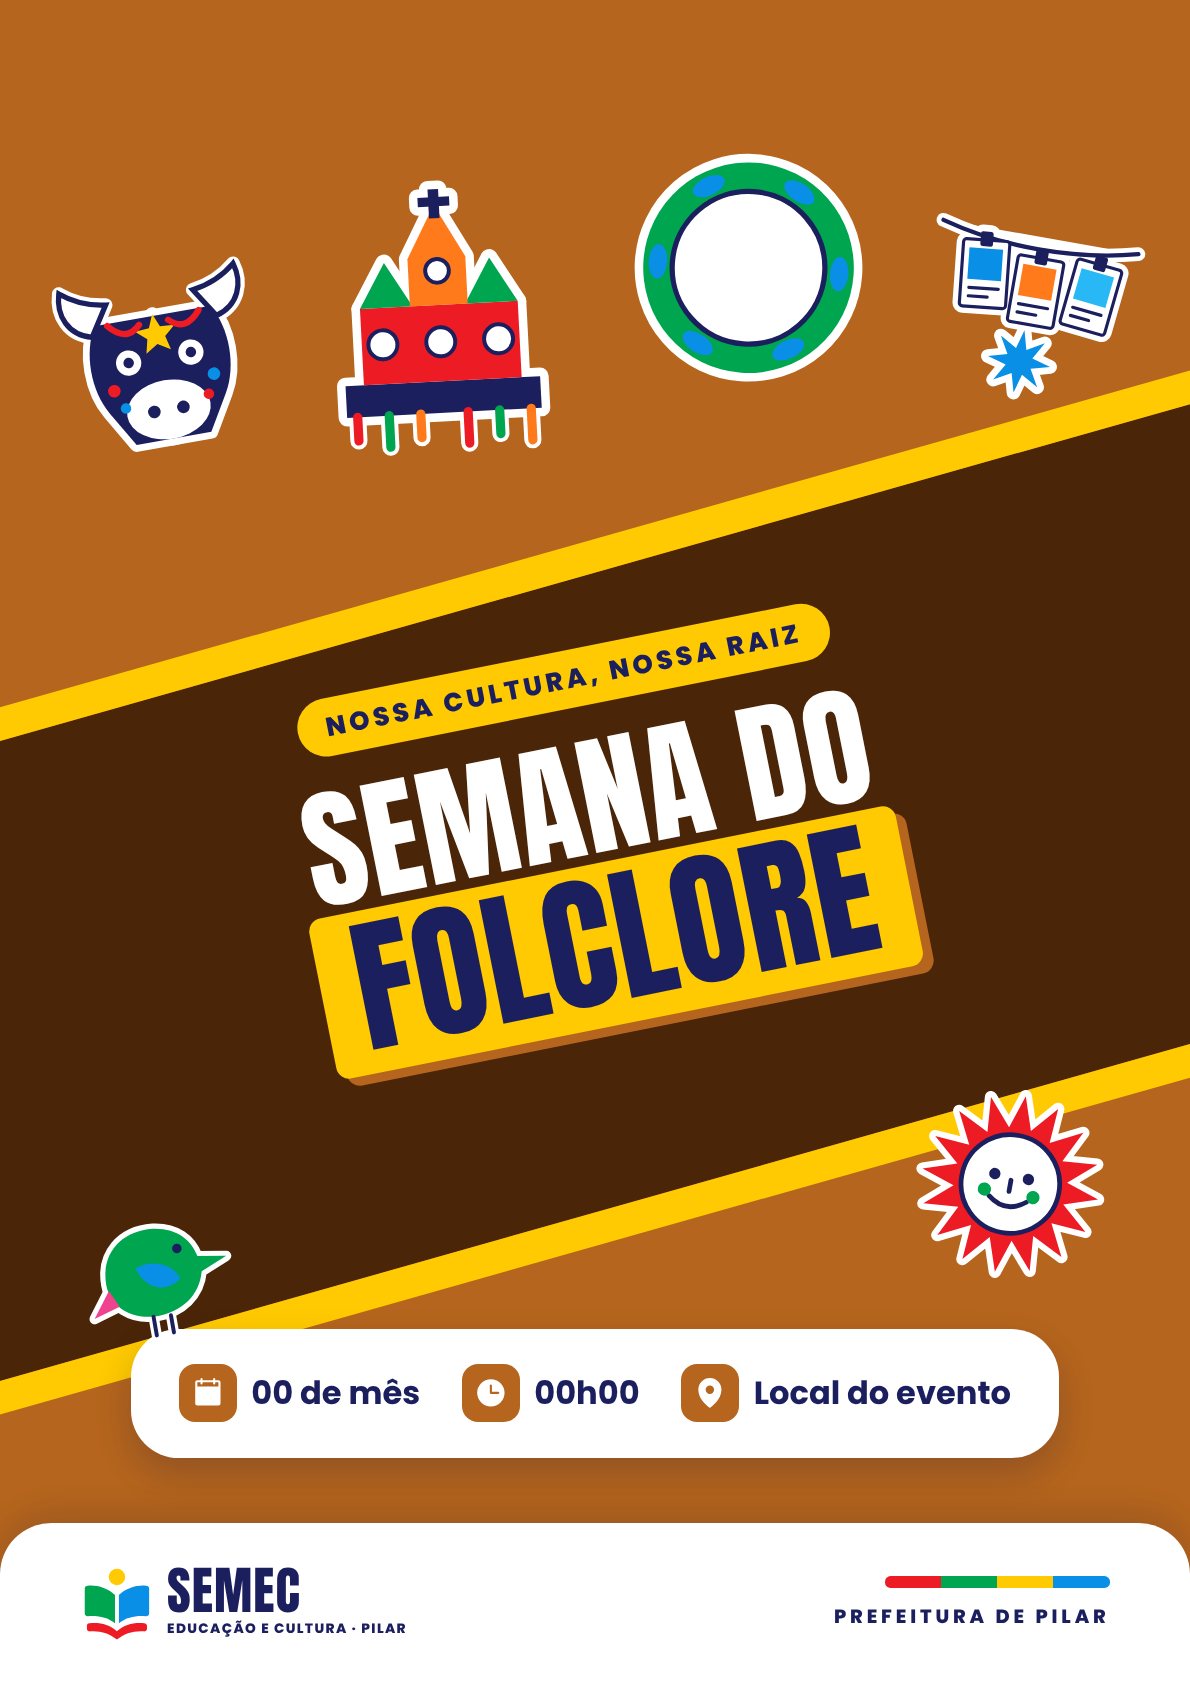 NOSSA CULTURA, NOSSA RAIZ
SEMANA DO
FOLCLORE
00 de mês
00h00
Local do evento
SEMEC
EDUCAÇÃO E CULTURA · PILAR
PREFEITURA DE PILAR